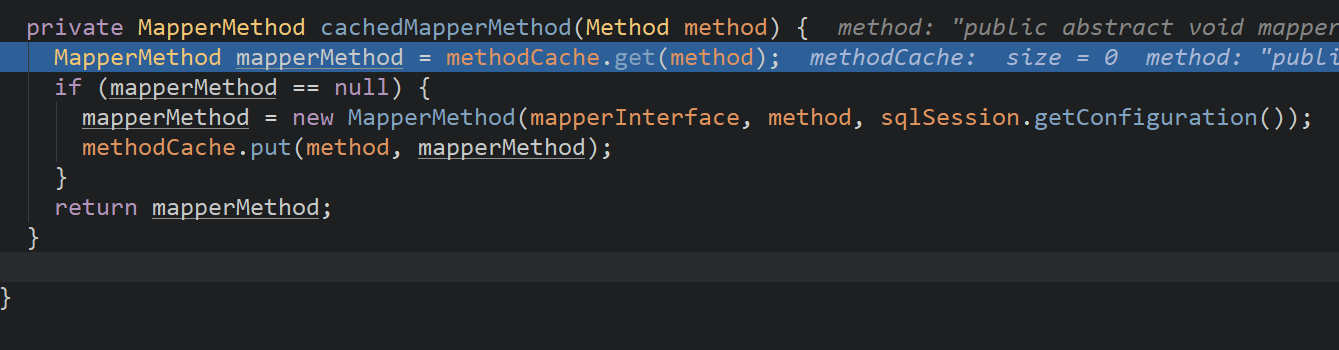 private MapperMethod cachedMapperMethod(Method method) { method: "public abstract void mapper
MapperMethod mapperMethod = methodCache.get(method); methodCache: size = 0 method: "publi
if (mapperMethod == null) {
mapperMethod = new MapperMethod(mapperInterface, method, sqlSession.getConfiguration());
methodCache.put(method, mapperMethod);
}
return mapperMethod;
}
}